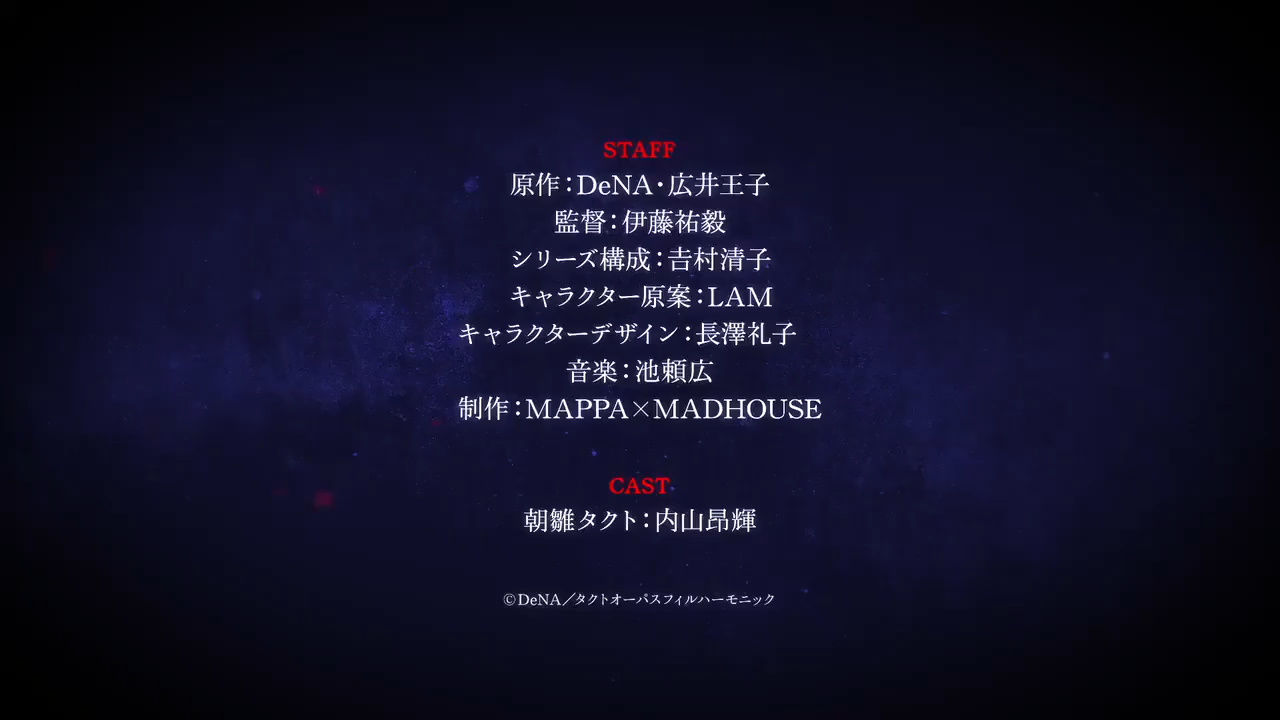 STAFF
原作：DeNA・広井王子
監督：伊藤祐毅
シリーズ構成：𠮷村清子
キャラクター原案：LAM
キャラクターデザイン：長澤礼子
音楽：池頼広
制作：MAPPA×MADHOUSE
CAST
朝雛タクト：内山昂輝
©DeNA／タクトオーパスフィルハーモニック